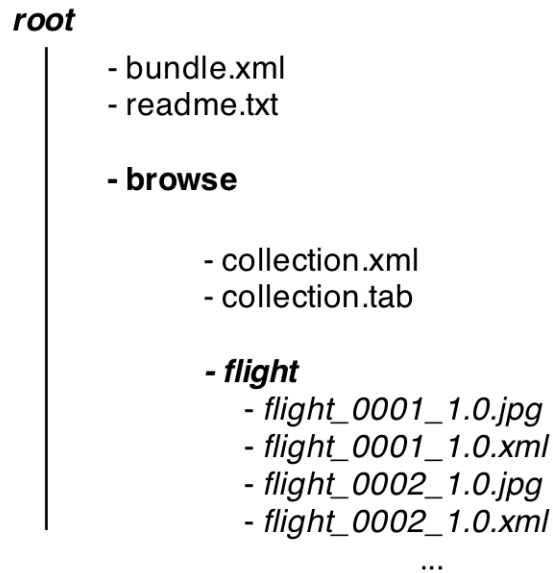 root
- bundle.xml
- readme.txt
- browse
- collection.xml
- collection.tab
- flight
- flight_0001_1.0.jpg
- flight_0001_1.0.xml
- flight_0002_1.0.jpg
- flight_0002_1.0.xml
...